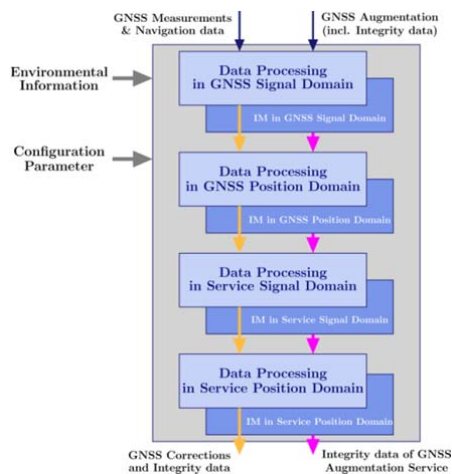 GNSS Measurements
& Navigation data
GNSS Augmentation
(incl. Integrity data)
Environmental
Information
Data Processing
in GNSS Signal Domain
IM in GNSS Signal Domain
Configuration
Parameter
Data Processing
in GNSS Position Domain
IM in GNSS Position Domain
Data Processing
in Service Signal Domain
IM in Service Signal Domain
Data Processing
in Service Position Domain
IM in Service Position Domain
GNSS Corrections
and Integrity data
Integrity data of GNSS
Augmentation Service